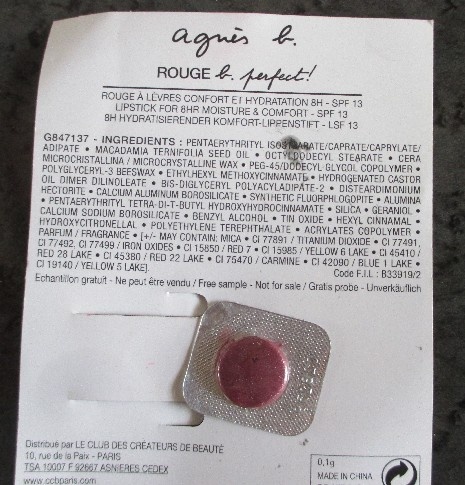 agnès b.
ROUGE b. perfect!
ROUGE À LÈVRES CONFORT ET HYDRATATION 8H - SPF 13
LIPSTICK FOR 8HR MOISTURE & COMFORT - SPF 13
8H HYDRATISIERENDER KOMFORT-LIPPENSTIFT - LSF 13
G847137 - INGREDIENTS : PENTAERYTHRITYL ISOSTEARATE/CAPRATE/CAPRYLATE/
ADIPATE • MACADAMIA TERNIFOLIA SEED OIL • OCTYLDODECYL STEARATE • CERA
MICROCRISTALLINA / MICROCRYSTALLINE WAX • PEG-45/DODECYL GLYCOL COPOLYMER •
POLYGLYCERYL-3 BEESWAX • ETHYLHEXYL METHOXYCINNAMATE • HYDROGENATED CASTOR
OIL DIMER DILINOLEATE • BIS-DIGLYCERYL POLYACYLADIPATE-2 • DISTEARDIMONIUM
HECTORITE • CALCIUM ALUMINUM BOROSILICATE • SYNTHETIC FLUORPHLOGOPITE • ALUMINA
• PENTAERYTHRITYL TETRA-DI-T-BUTYL HYDROXYHYDROCINNAMATE • SILICA • GERANIOL •
CALCIUM SODIUM BOROSILICATE • BENZYL ALCOHOL • TIN OXIDE • HEXYL CINNAMAL •
HYDROXYCITRONELLAL • POLYETHYLENE TEREPHTHALATE • ACRYLATES COPOLYMER •
PARFUM / FRAGRANCE • [+/- MAY CONTAIN: MICA • CI 77891 / TITANIUM DIOXIDE • CI 77491,
CI 77492, CI 77499 / IRON OXIDES • CI 15850 / RED 7 • CI 15985 / YELLOW 6 LAKE • CI 45410 /
RED 28 LAKE • CI 45380 / RED 22 LAKE • CI 75470 / CARMINE • CI 42090 / BLUE 1 LAKE •
CI 19140 / YELLOW 5 LAKE]. Code F.I.L : B33919/2
Echantillon gratuit - Ne peut être vendu / Free sample - Not for sale / Gratis probe - Unverkäuflich
Distribué par LE CLUB DES CRÉATEURS DE BEAUTÉ
10, rue de la Paix - PARIS
TSA 10007 F 92667 ASNIERES CEDEX
www.ccbparis.com
0,1g
MADE IN CHINA